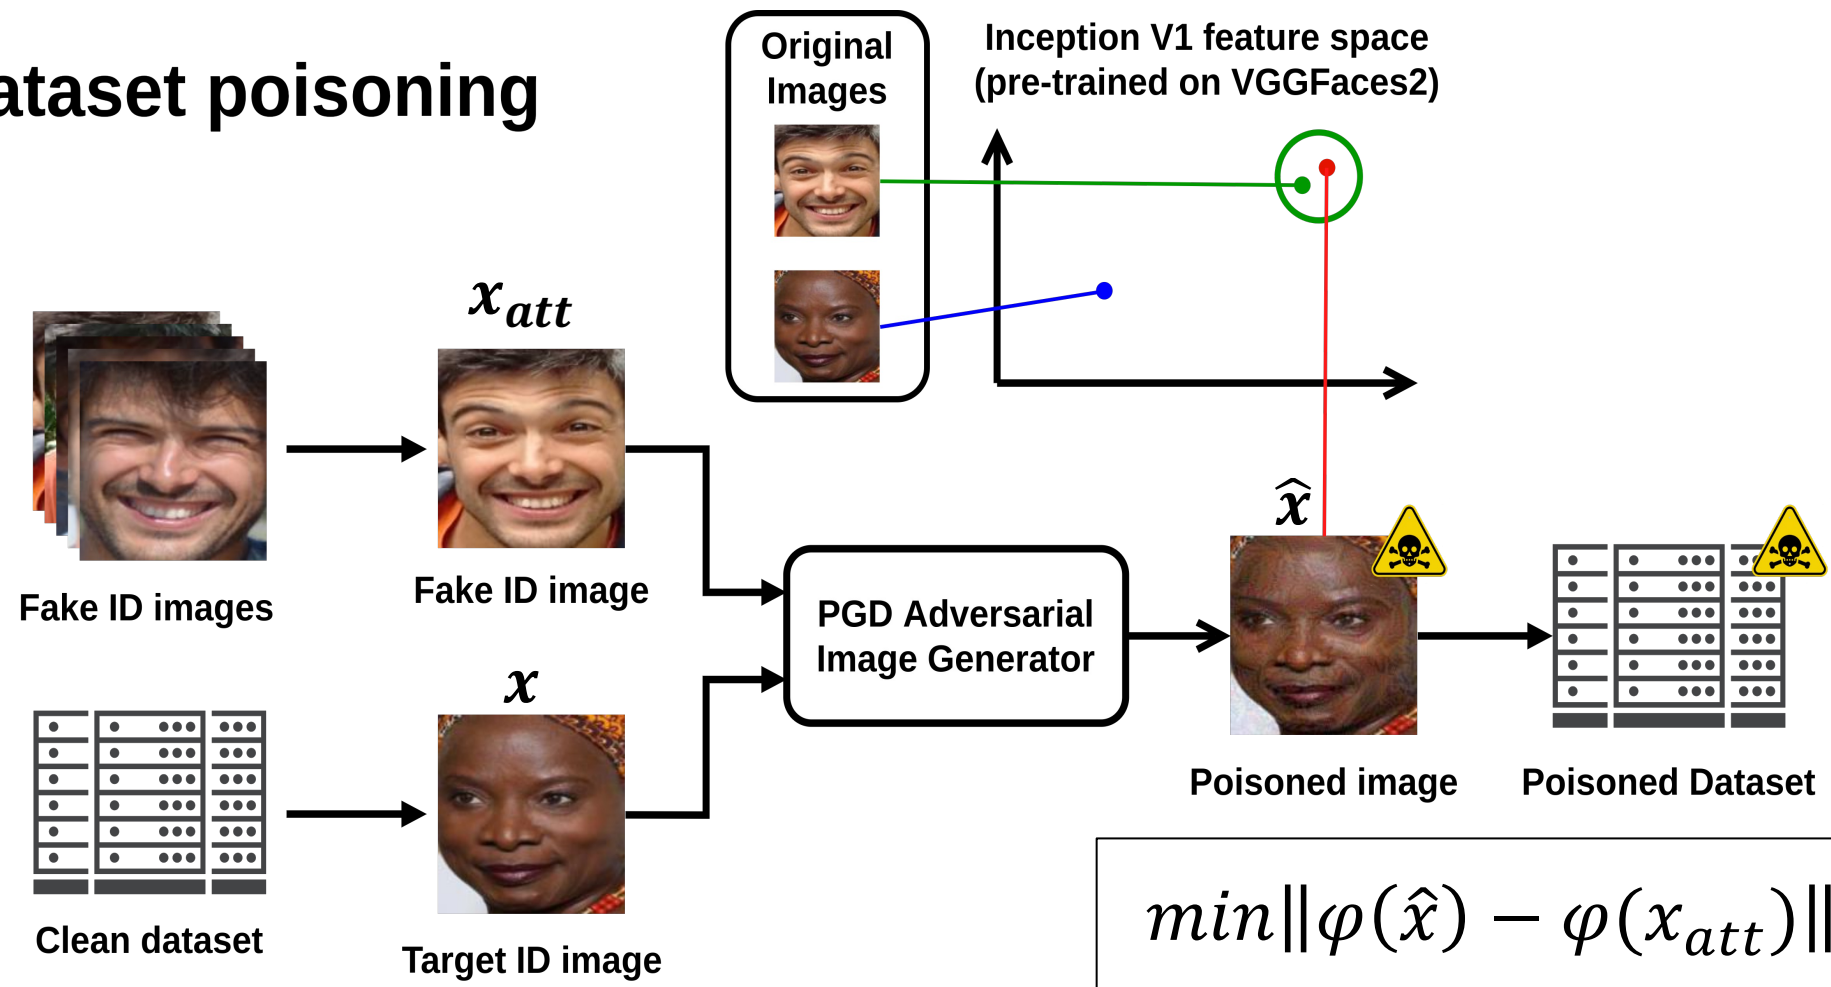 ataset poisoning
Original
Images
Inception V1 feature space
(pre-trained on VGGFaces2)
x_att
Fake ID images
Fake ID image
x
PGD Adversarial
Image Generator
x̂
Poisoned image
Poisoned Dataset
Clean dataset
Target ID image
min‖φ(x̂) − φ(x_att)‖